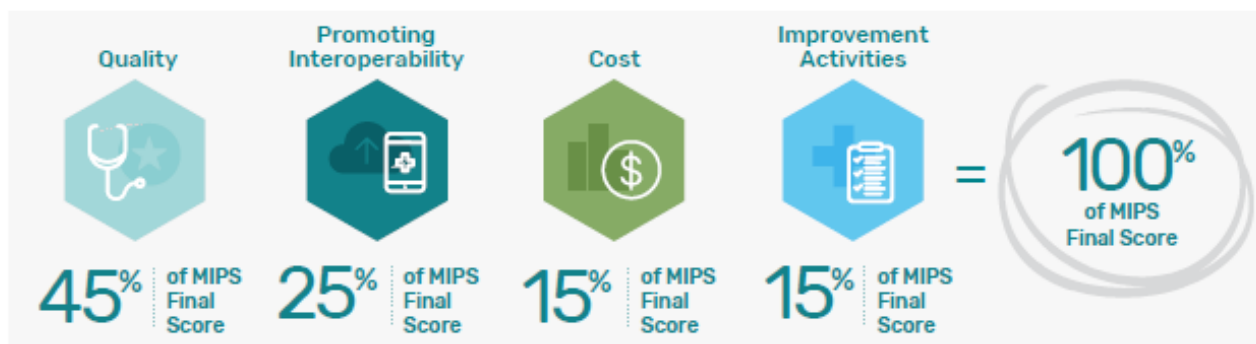 Quality
Promoting
Interoperability
Cost
Improvement
Activities
45%
of MIPS
Final
Score
25%
of MIPS
Final
Score
$
15%
of MIPS
Final
Score
15%
of MIPS
Final
Score
=
100%
of MIPS
Final Score